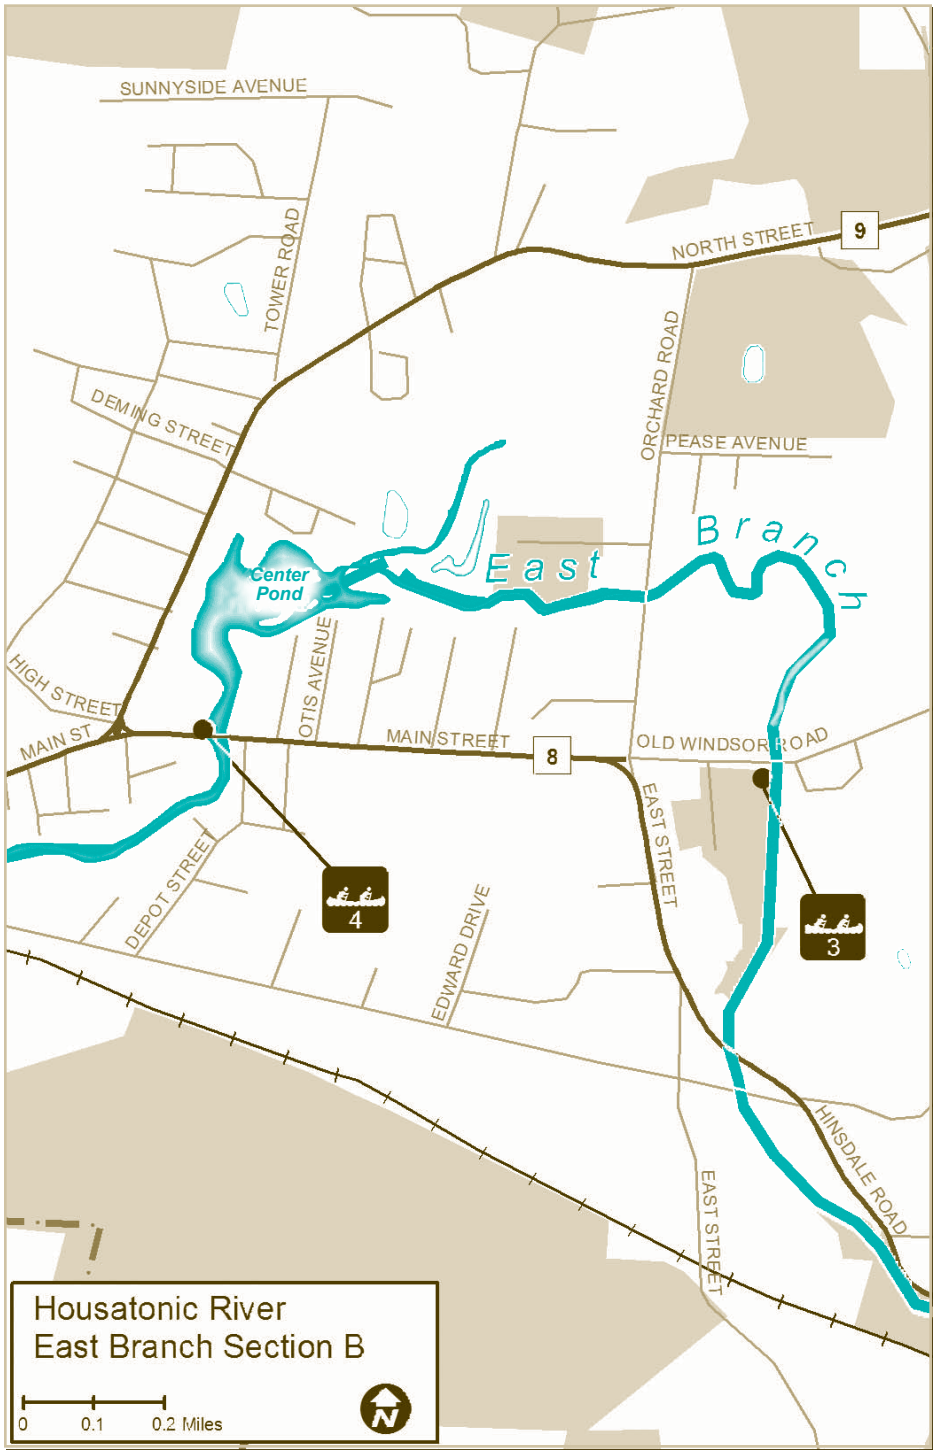 SUNNYSIDE AVENUE
TOWER ROAD
NORTH STREET
9
ORCHARD ROAD
DEMING STREET
PEASE AVENUE
East Branch
Center
Pond
OTIS AVENUE
HIGH STREET
MAIN ST
MAIN STREET
8
OLD WINDSOR ROAD
EAST STREET
DEPOT STREET
4
EDWARD DRIVE
3
HINSDALE ROAD
EAST STREET
Housatonic River
East Branch Section B
0 0.1 0.2 Miles
N